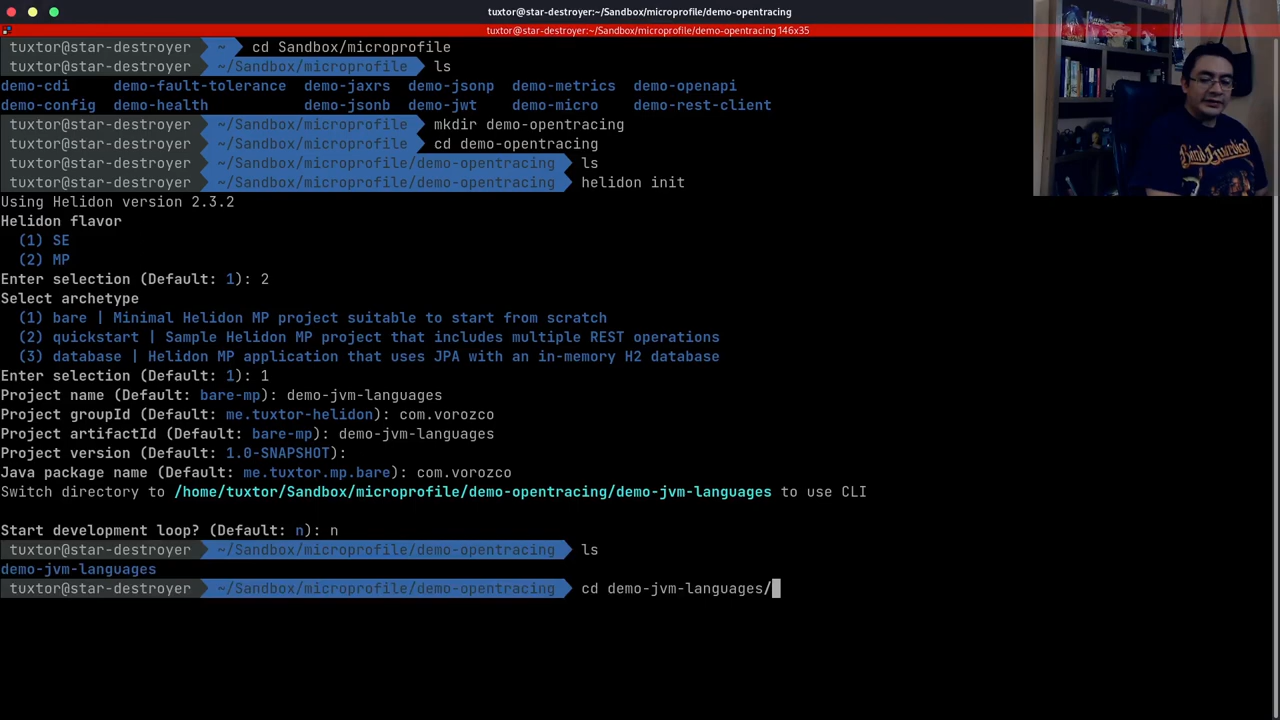 tuxtor@star-destroyer:~/Sandbox/microprofile/demo-opentracing
tuxtor@star-destroyer:~/Sandbox/microprofile/demo-opentracing 146x35
tuxtor@star-destroyer ~ cd Sandbox/microprofile
tuxtor@star-destroyer ~/Sandbox/microprofile ls
demo-cdi demo-fault-tolerance demo-jaxrs demo-jsonp demo-metrics demo-openapi
demo-config demo-health demo-jsonb demo-jwt demo-micro demo-rest-client
tuxtor@star-destroyer ~/Sandbox/microprofile mkdir demo-opentracing
tuxtor@star-destroyer ~/Sandbox/microprofile cd demo-opentracing
tuxtor@star-destroyer ~/Sandbox/microprofile/demo-opentracing ls
tuxtor@star-destroyer ~/Sandbox/microprofile/demo-opentracing helidon init
Using Helidon version 2.3.2
Helidon flavor
(1) SE
(2) MP
Enter selection (Default: 1): 2
Select archetype
(1) bare | Minimal Helidon MP project suitable to start from scratch
(2) quickstart | Sample Helidon MP project that includes multiple REST operations
(3) database | Helidon MP application that uses JPA with an in-memory H2 database
Enter selection (Default: 1): 1
Project name (Default: bare-mp): demo-jvm-languages
Project groupId (Default: me.tuxtor-helidon): com.vorozco
Project artifactId (Default: bare-mp): demo-jvm-languages
Project version (Default: 1.0-SNAPSHOT):
Java package name (Default: me.tuxtor.mp.bare): com.vorozco
Switch directory to /home/tuxtor/Sandbox/microprofile/demo-opentracing/demo-jvm-languages to use CLI
Start development loop? (Default: n): n
tuxtor@star-destroyer ~/Sandbox/microprofile/demo-opentracing ls
demo-jvm-languages
tuxtor@star-destroyer ~/Sandbox/microprofile/demo-opentracing cd demo-jvm-languages/